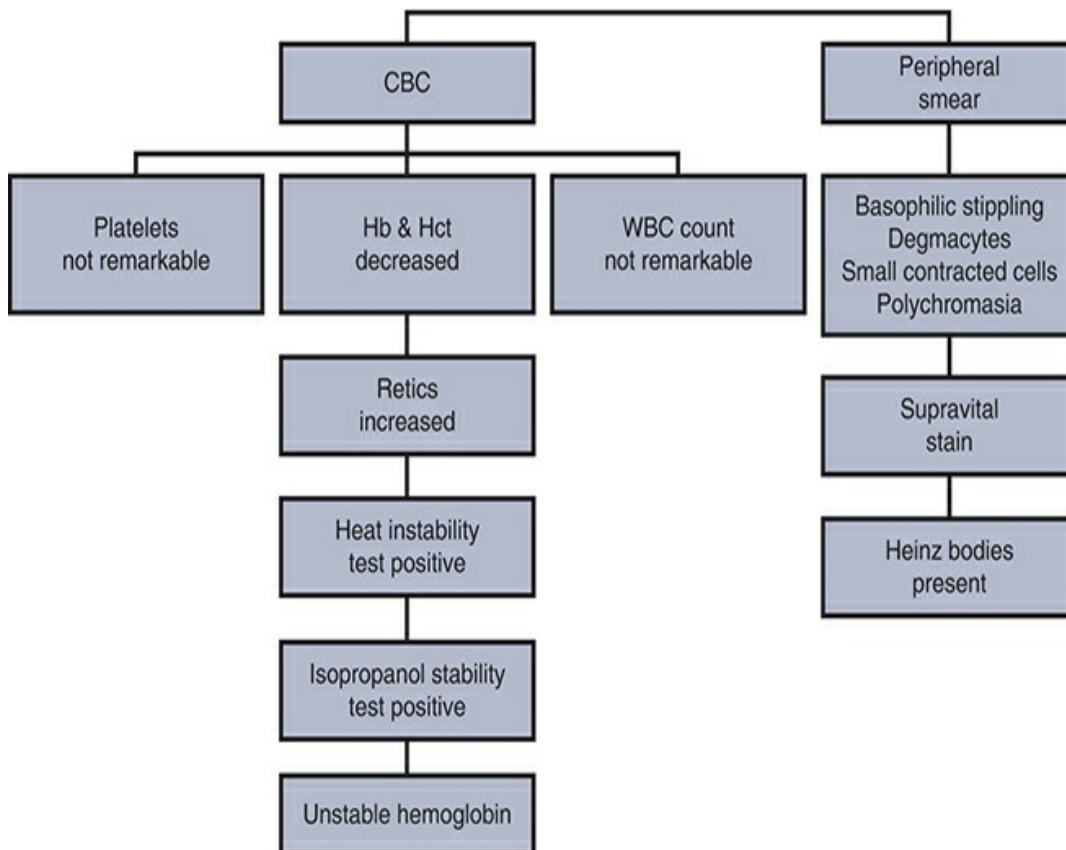 CBC
Peripheral
smear
Platelets
not remarkable
Hb & Hct
decreased
WBC count
not remarkable
Basophilic stippling
Degmacytes
Small contracted cells
Polychromasia
Retics
increased
Supravital
stain
Heat instability
test positive
Heinz bodies
present
Isopropanol stability
test positive
Unstable hemoglobin